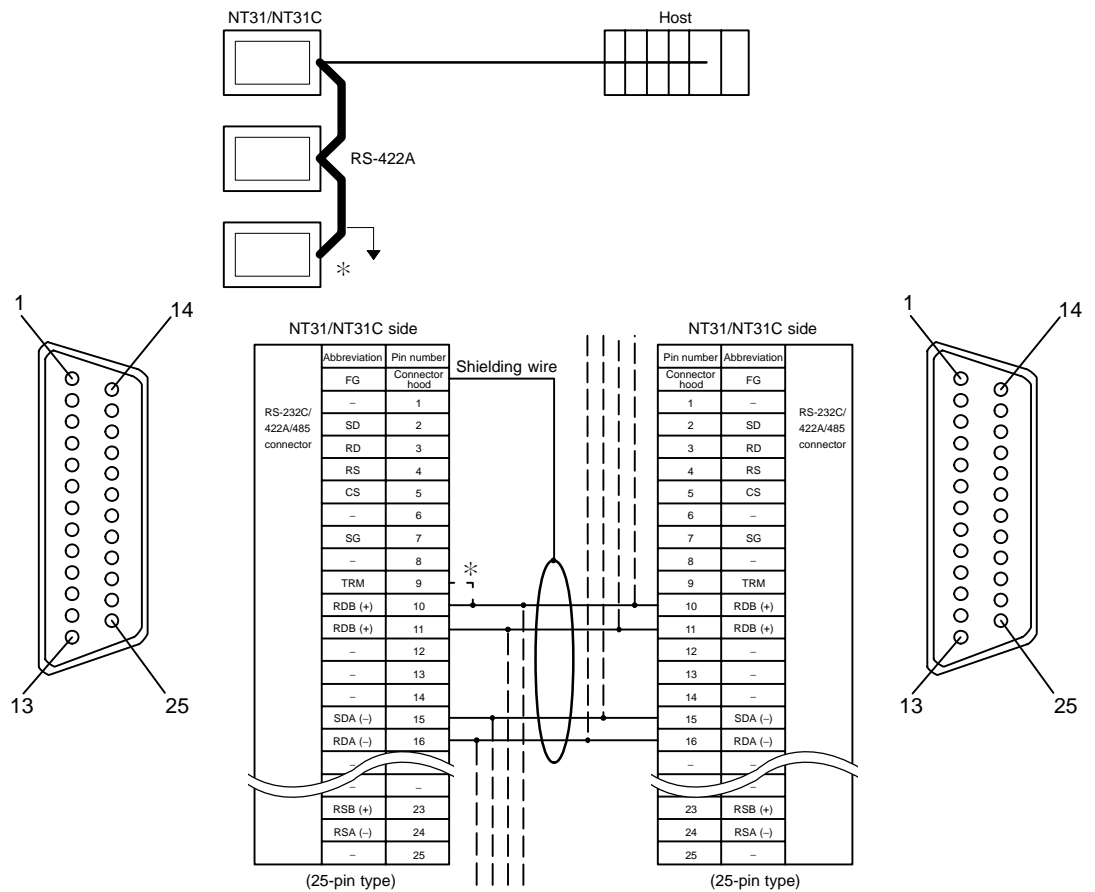 NT31/NT31C
Host
RS-422A
*
1
14
13
25
NT31/NT31C side
RS-232C/
422A/485
connector
Abbreviation Pin number
FG Connector hood
– 1
SD 2
RD 3
RS 4
CS 5
– 6
SG 7
– 8
TRM 9
RDB (+) 10
RDB (+) 11
– 12
– 13
– 14
SDA (–) 15
RDA (–) 16
–
– –
RSB (+) 23
RSA (–) 24
– 25
(25-pin type)
Shielding wire
*
NT31/NT31C side
Pin number Abbreviation
Connector hood FG
1 –
2 SD
3 RD
4 RS
5 CS
6 –
7 SG
8 –
9 TRM
10 RDB (+)
11 RDB (+)
12 –
13 –
14 –
15 SDA (–)
16 RDA (–)
– –
–
23 RSB (+)
24 RSA (–)
25 –
RS-232C/
422A/485
connector
(25-pin type)
1
14
13
25